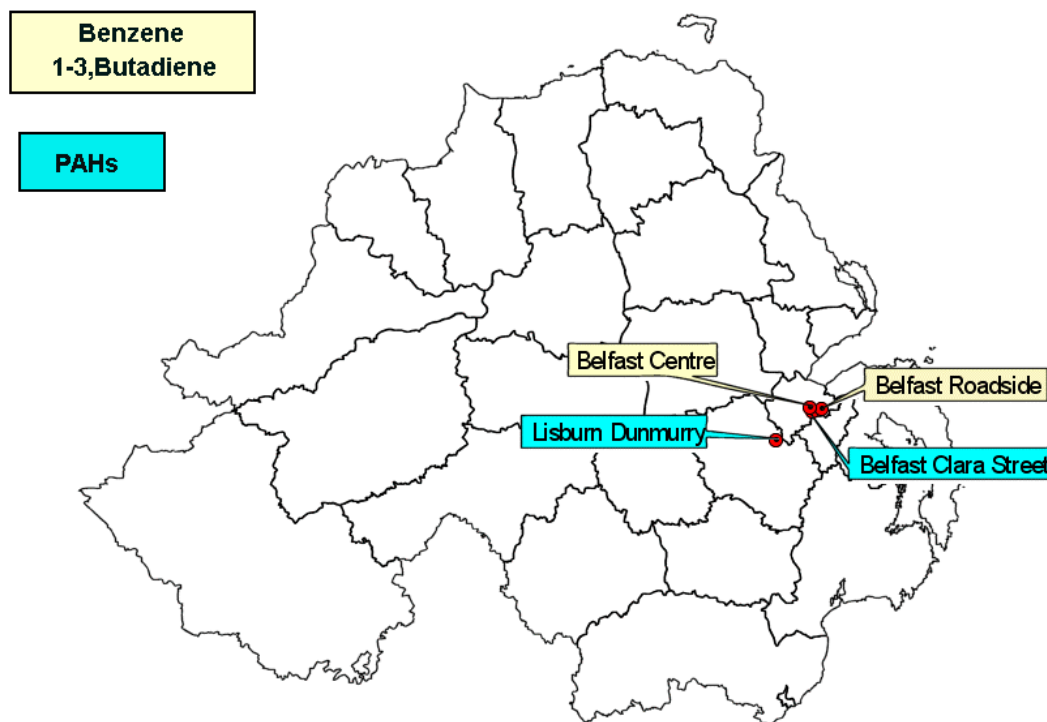 Benzene
1-3,Butadiene
PAHs
Belfast Centre
Belfast Roadside
Lisburn Dunmurry
Belfast Clara Street